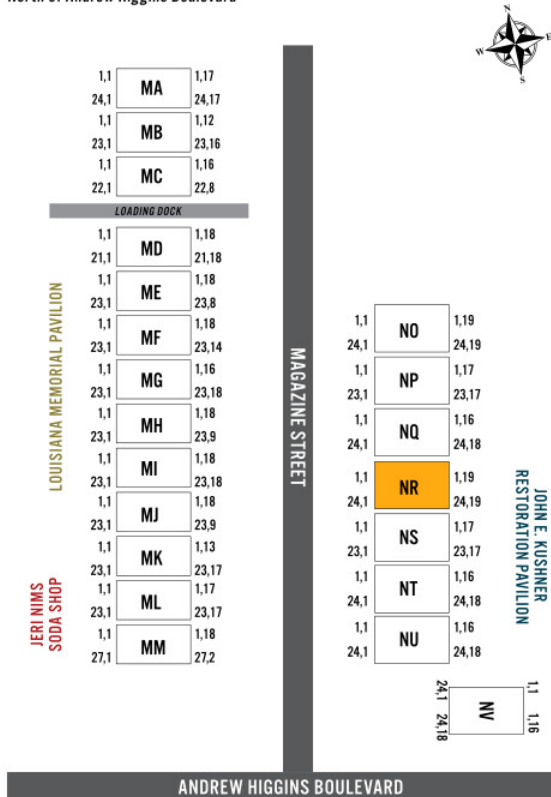 North of Andrew Higgins Boulevard
N
W E
S
1,1 MA 1,17
24,1 24,17
1,1 MB 1,12
23,1 23,16
1,1 MC 1,16
22,1 22,8
LOADING DOCK
1,1 MD 1,18
21,1 21,18
1,1 ME 1,18
23,1 23,8
1,1 MF 1,18
23,1 23,14
1,1 MG 1,16
23,1 23,18
1,1 MH 1,18
23,1 23,9
1,1 MI 1,18
23,1 23,18
1,1 MJ 1,18
23,1 23,9
1,1 MK 1,13
23,1 23,17
1,1 ML 1,17
23,1 23,17
1,1 MM 1,18
27,1 27,2
LOUISIANA MEMORIAL PAVILION
JERI NIMS
SODA SHOP
MAGAZINE STREET
1,1 NO 1,19
24,1 24,19
1,1 NP 1,17
23,1 23,17
1,1 NQ 1,16
24,1 24,18
1,1 NR 1,19
24,1 24,19
1,1 NS 1,17
23,1 23,17
1,1 NT 1,16
24,1 24,18
1,1 NU 1,16
24,1 24,18
JOHN E. KUSHNER
RESTORATION PAVILION
1,1 NV 1,16
24,1 24,18
ANDREW HIGGINS BOULEVARD